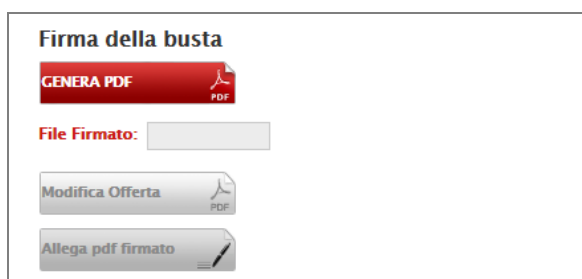 Firma della busta
GENERA PDF
PDF
File Firmato:
Modifica Offerta
PDF
Allega pdf firmato